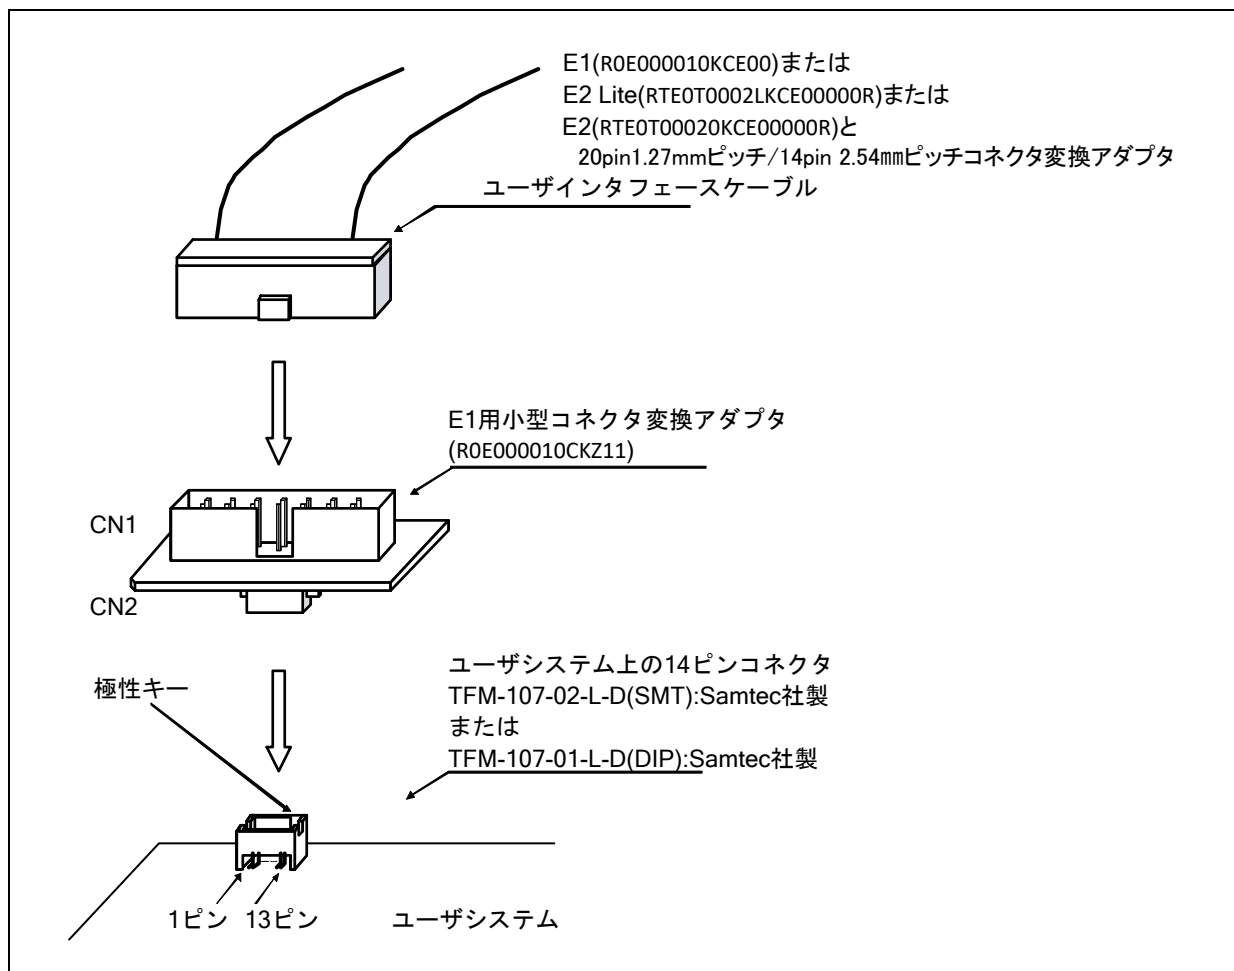 E1(R0E000010KCE00)または
E2 Lite(RTE0T0002LKCE00000R)または
E2(RTE0T00020KCE00000R)と
20pin1.27mmピッチ/14pin 2.54㎜ピッチコネクタ変換アダプタ
ユーザインタフェースケーブル
E1用小型コネクタ変換アダプタ
(R0E000010CKZ11)
CN1
CN2
ユーザシステム上の14ピンコネクタ
TFM-107-02-L-D(SMT):Samtec社製
または
TFM-107-01-L-D(DIP):Samtec社製
極性キー
1ピン 13ピン
ユーザシステム